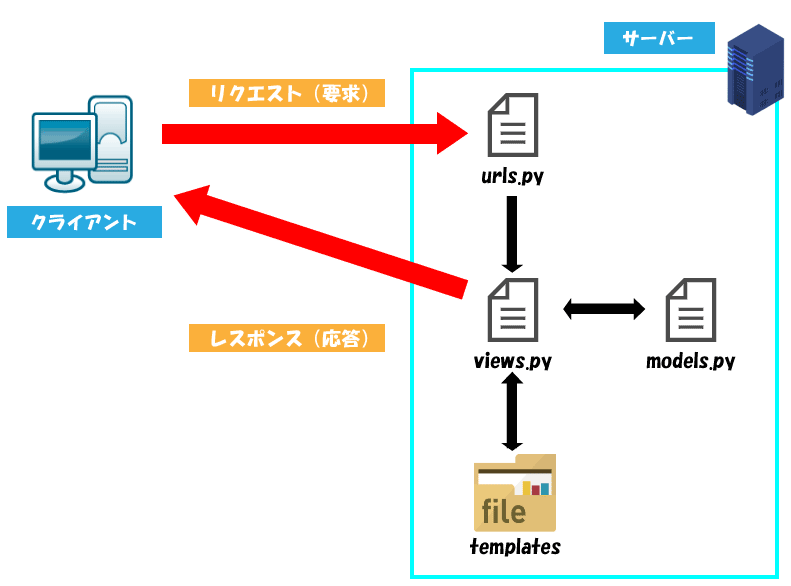 サーバー
リクエスト（要求）
urls.py
クライアント
レスポンス（応答）
views.py
models.py
file
templates